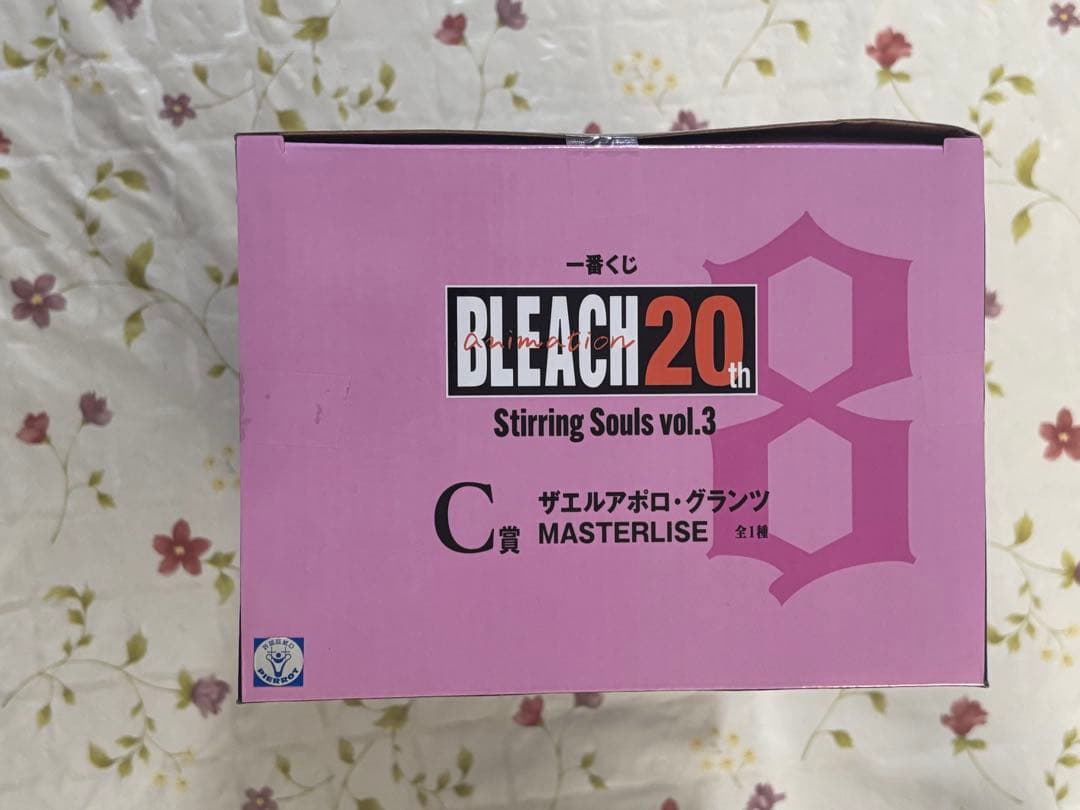 一番くじ
BLEACH 20th
animation
Stirring Souls vol.3
C賞
ザエルアポロ・グランツ
MASTERLISE 全1種
8
PIERROT